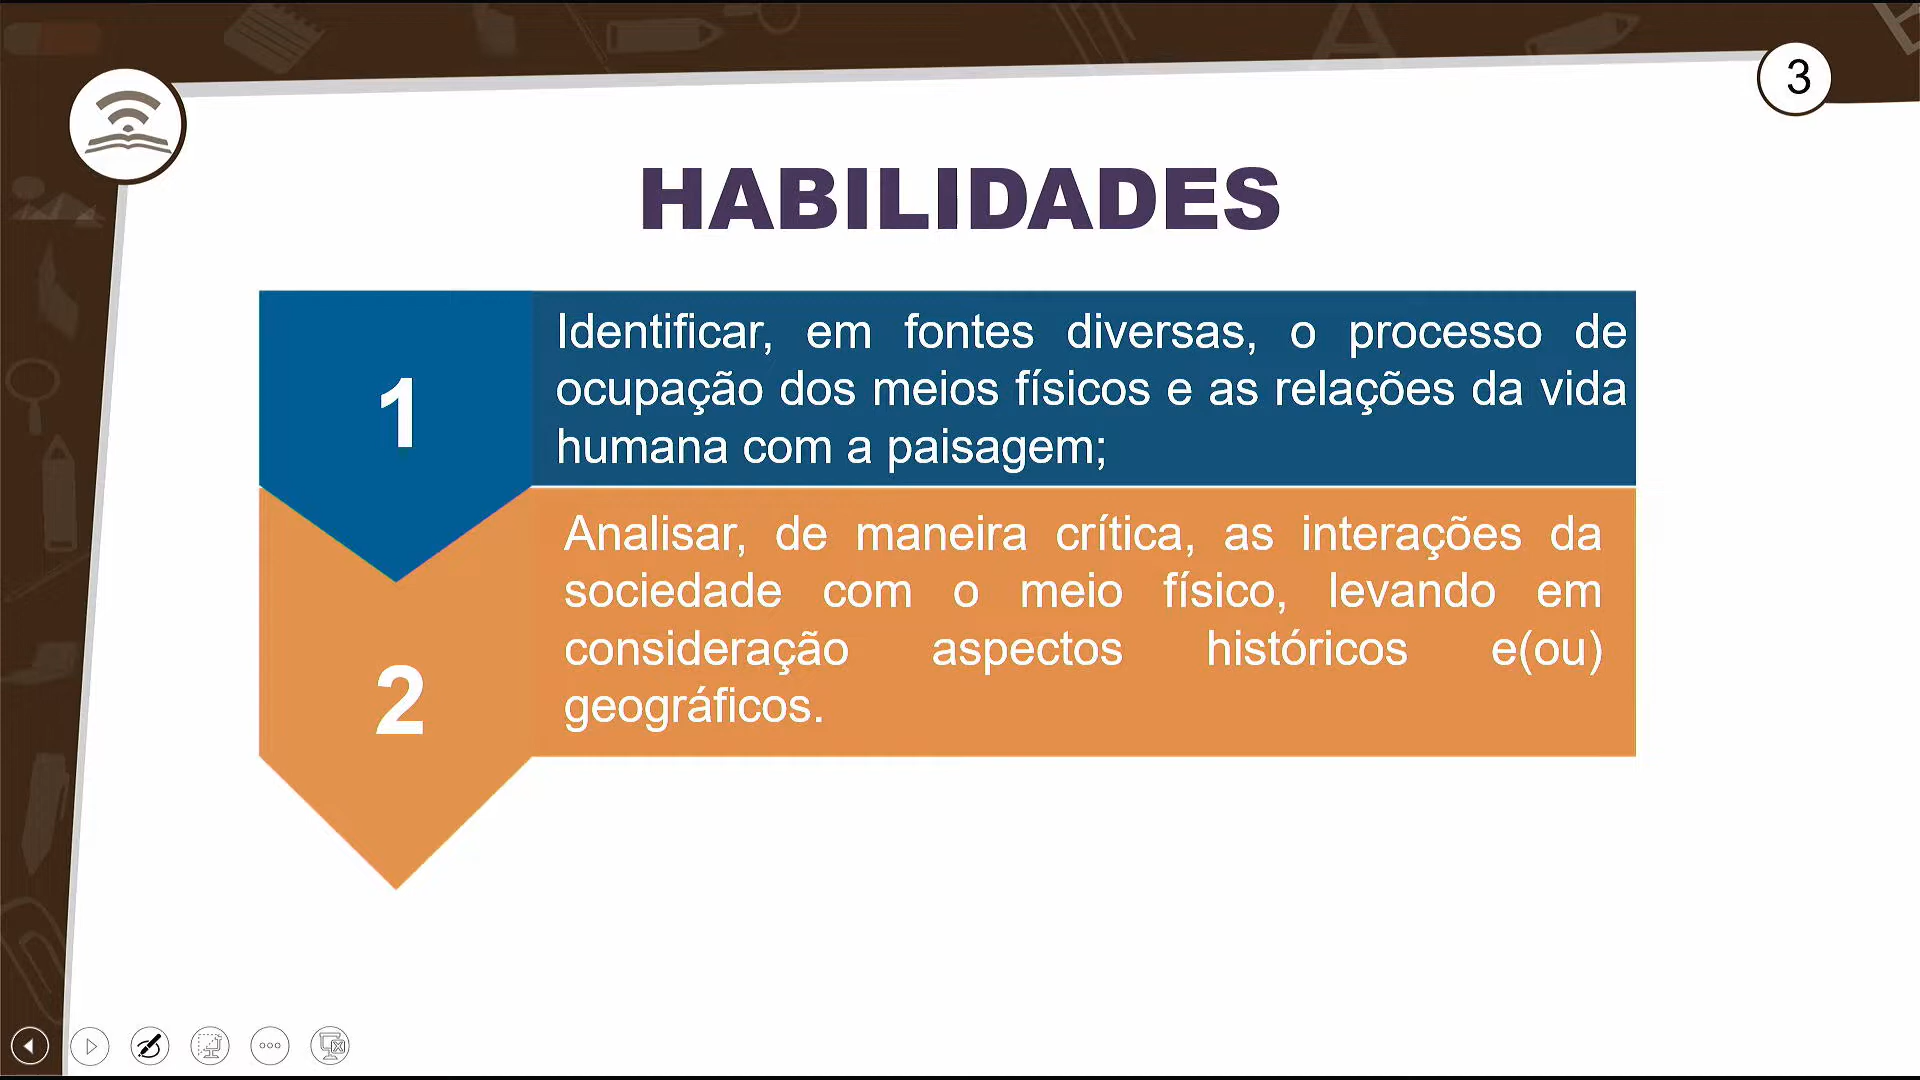 3
HABILIDADES
1
Identificar, em fontes diversas, o processo de
ocupação dos meios físicos e as relações da vida
humana com a paisagem;
2
Analisar, de maneira crítica, as interações da
sociedade com o meio físico, levando em
consideração aspectos históricos e(ou)
geográficos.